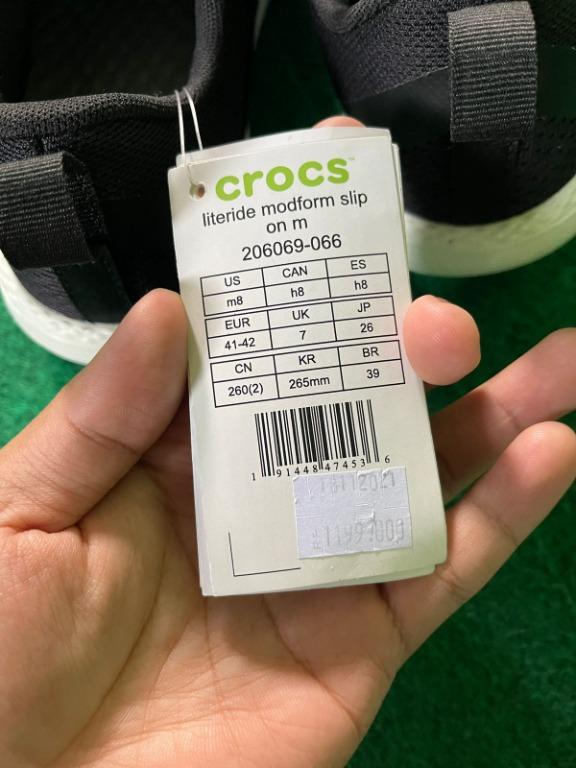 crocs™
literide modform slip
on m
206069-066
US CAN ES
m8 h8 h8
EUR UK JP
41-42 7 26
CN KR BR
260(2) 265mm 39
1 91448 47453 6